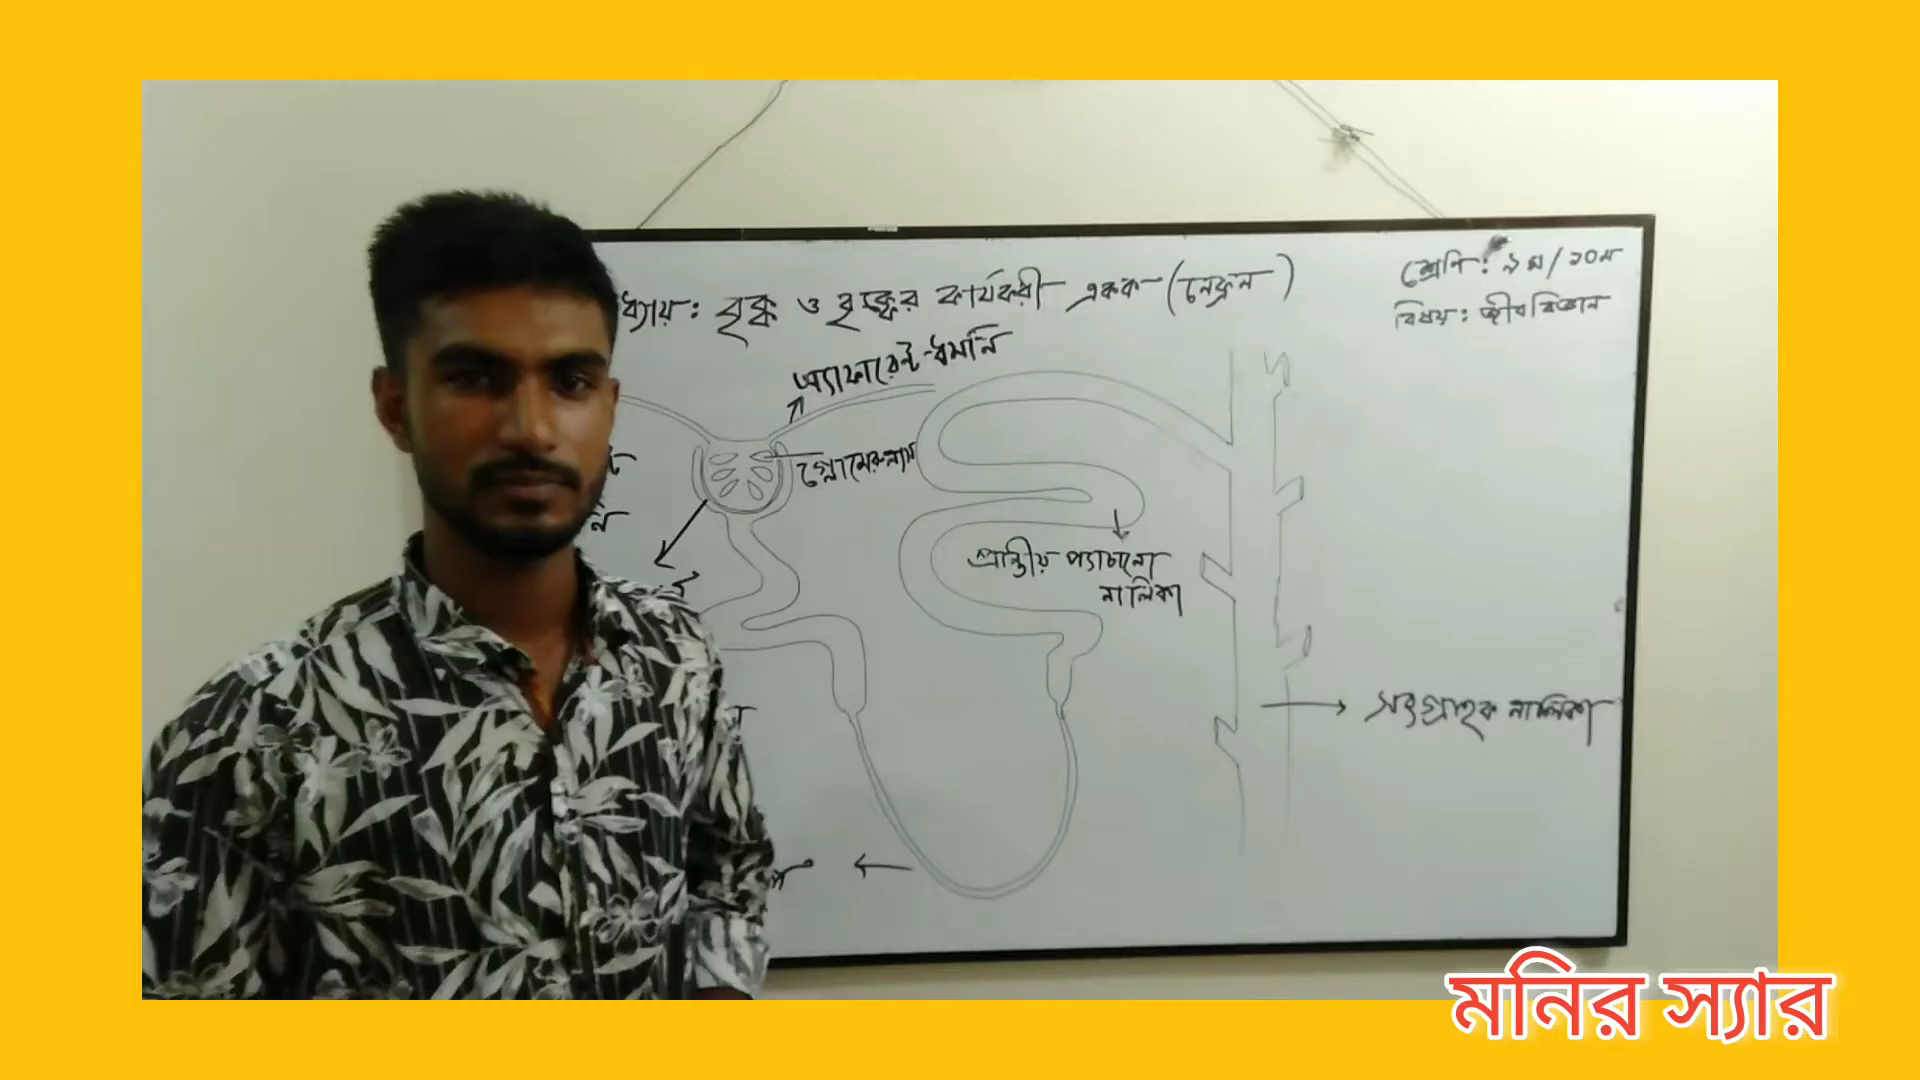 ধ্যায়: বৃক্ক ও বৃক্কের কার্যকরী একক (নেফ্রন)
শ্রেণি: ৯ম/১০ম
বিষয়: জীববিজ্ঞান
অ্যাফারেন্ট ধমনি
গ্লোমেরুলাস
প্রান্তীয় প্যাচানো
নালিকা
সংগ্রাহক নালিকা
মনির স্যার